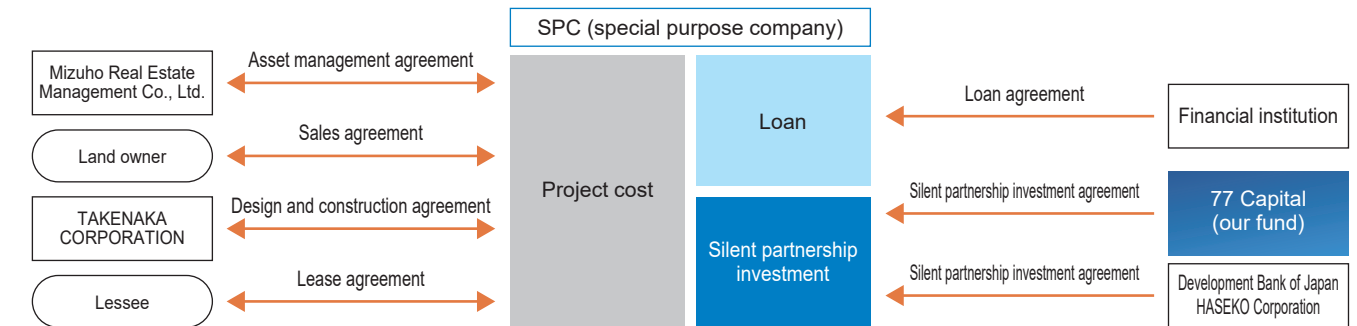 SPC (special purpose company)
Mizuho Real Estate
Management Co., Ltd.
Asset management agreement
Land owner
Sales agreement
TAKENAKA
CORPORATION
Design and construction agreement
Lessee
Lease agreement
Project cost
Loan
Silent partnership
investment
Loan agreement
Financial institution
Silent partnership investment agreement
77 Capital
(our fund)
Silent partnership investment agreement
Development Bank of Japan
HASEKO Corporation